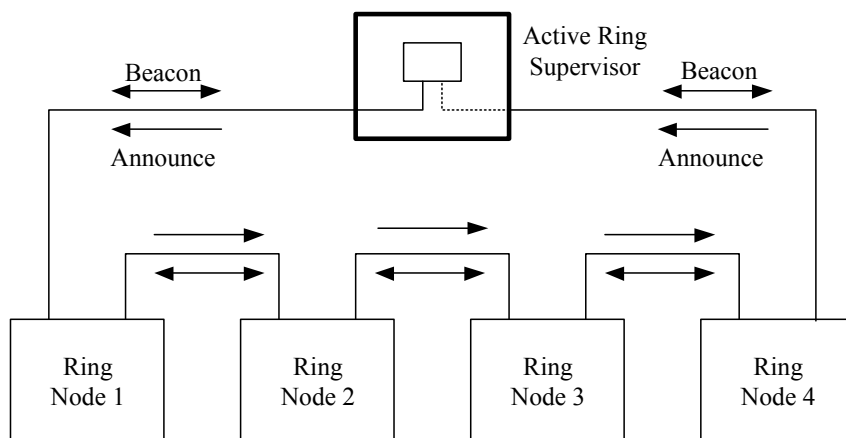 Active Ring
Supervisor
Beacon
Announce
Beacon
Announce
Ring
Node 1
Ring
Node 2
Ring
Node 3
Ring
Node 4